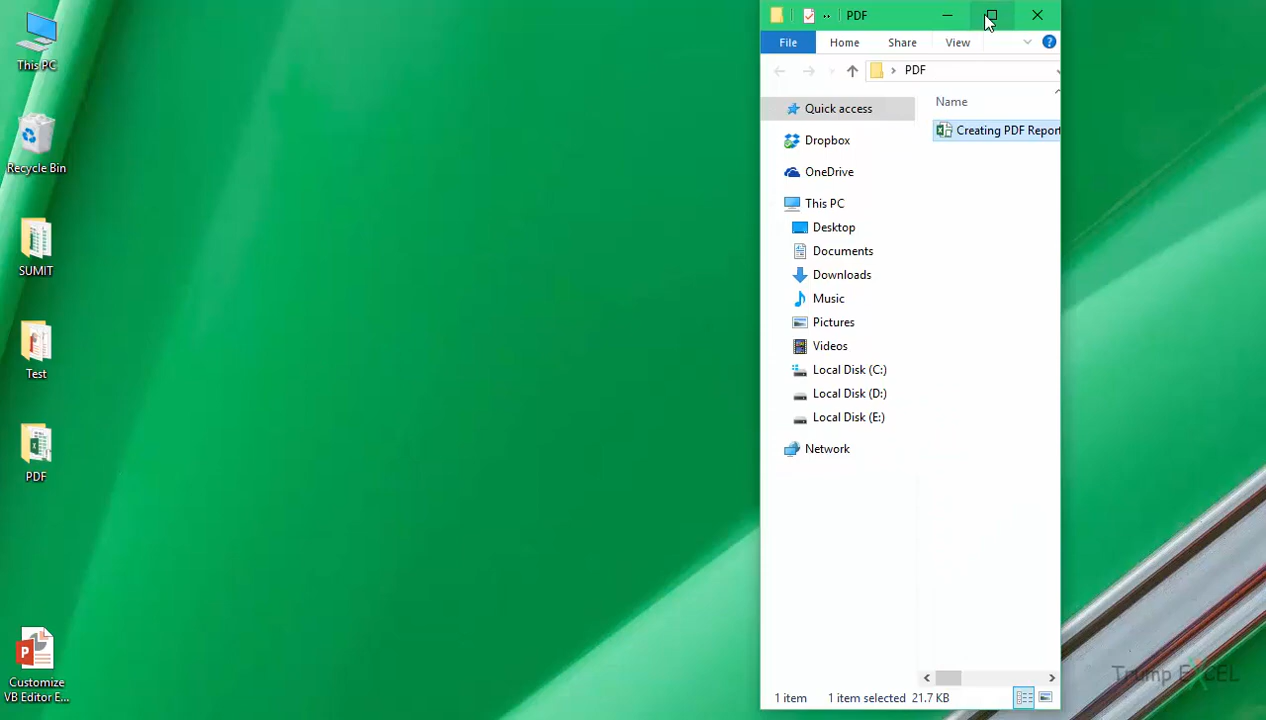 This PC
Recycle Bin
SUMIT
Test
PDF
Customize
VB Editor E...
PDF
File
Home
Share
View
PDF
Quick access
Dropbox
OneDrive
This PC
Desktop
Documents
Downloads
Music
Pictures
Videos
Local Disk (C:)
Local Disk (D:)
Local Disk (E:)
Network
Name
Creating PDF Report
1 item
1 item selected 21.7 KB
Trump EXCEL